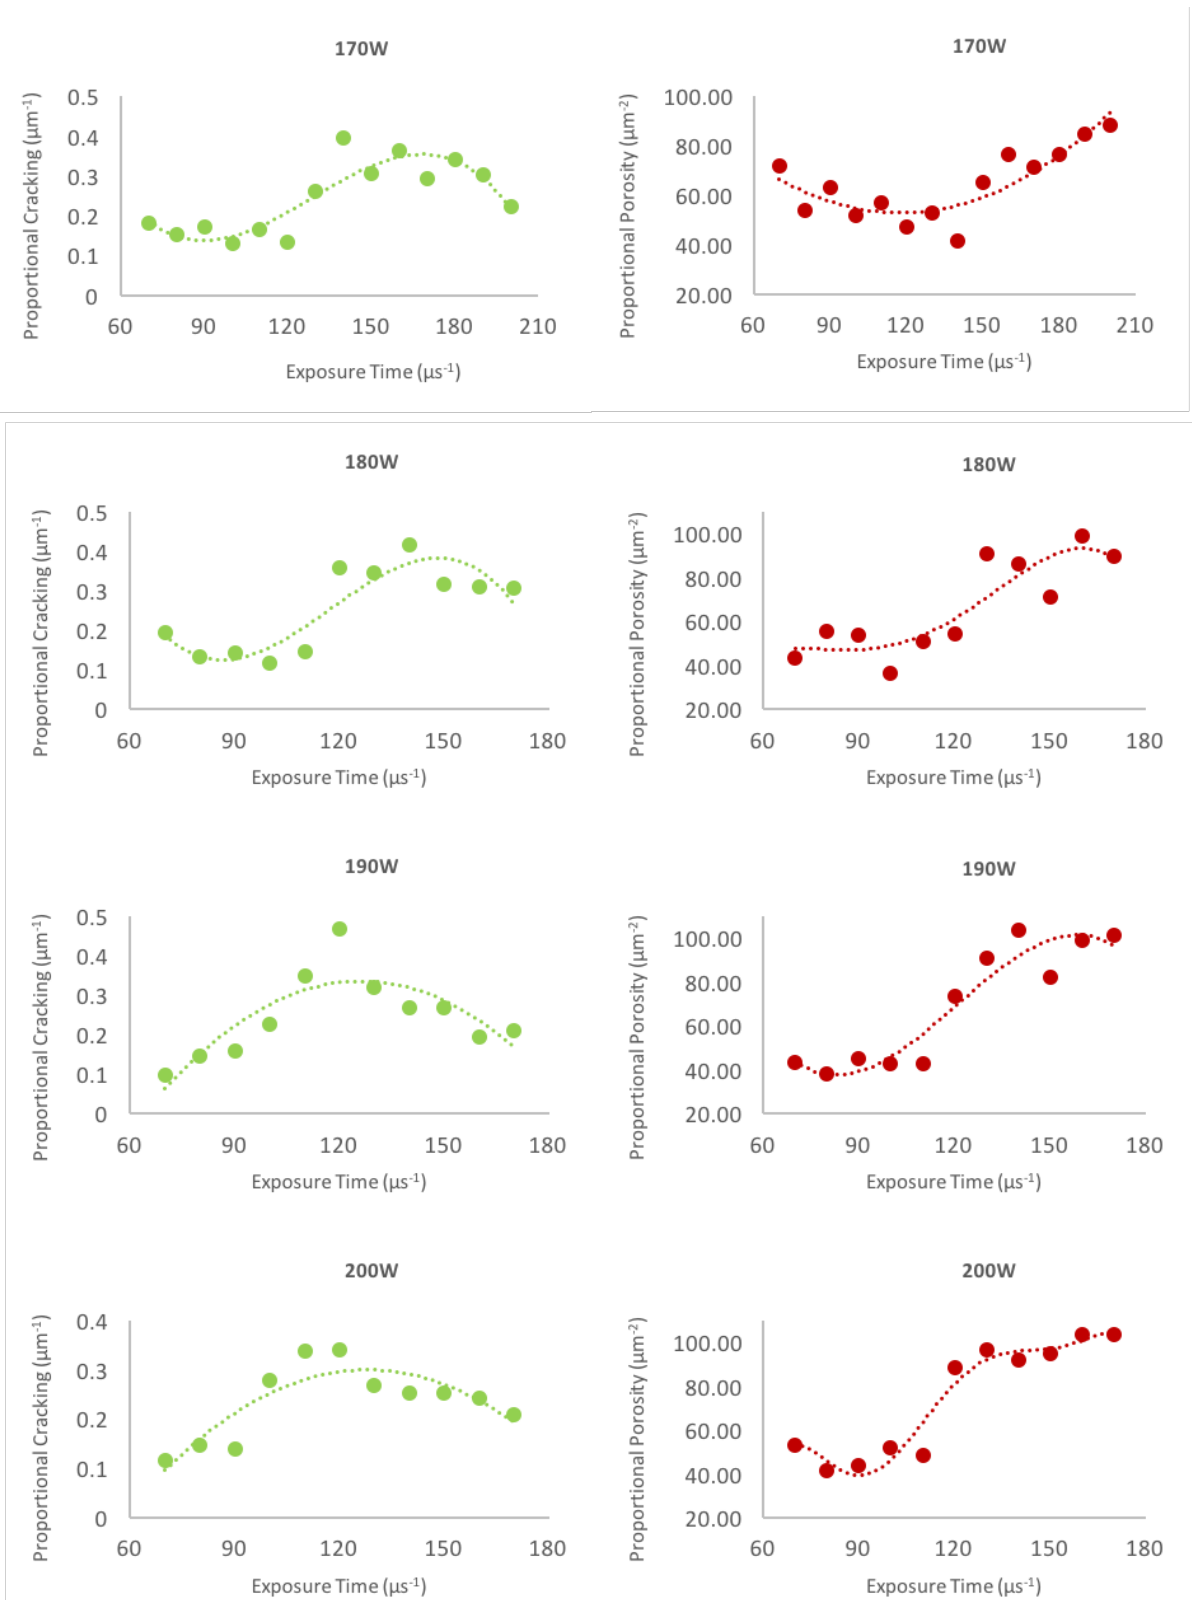 170W
Proportional Cracking (µm⁻¹)
0.5
0.4
0.3
0.2
0.1
0
60 90 120 150 180 210
Exposure Time (µs⁻¹)
170W
Proportional Porosity (µm⁻²)
100.00
80.00
60.00
40.00
20.00
60 90 120 150 180 210
Exposure Time (µs⁻¹)
180W
Proportional Cracking (µm⁻¹)
0.5
0.4
0.3
0.2
0.1
0
60 90 120 150 180
Exposure Time (µs⁻¹)
180W
Proportional Porosity (µm⁻²)
100.00
80.00
60.00
40.00
20.00
60 90 120 150 180
Exposure Time (µs⁻¹)
190W
Proportional Cracking (µm⁻¹)
0.5
0.4
0.3
0.2
0.1
0
60 90 120 150 180
Exposure Time (µs⁻¹)
190W
Proportional Porosity (µm⁻²)
100.00
80.00
60.00
40.00
20.00
60 90 120 150 180
Exposure Time (µs⁻¹)
200W
Proportional Cracking (µm⁻¹)
0.4
0.3
0.2
0.1
0
60 90 120 150 180
Exposure Time (µs⁻¹)
200W
Proportional Porosity (µm⁻²)
100.00
80.00
60.00
40.00
20.00
60 90 120 150 180
Exposure Time (µs⁻¹)